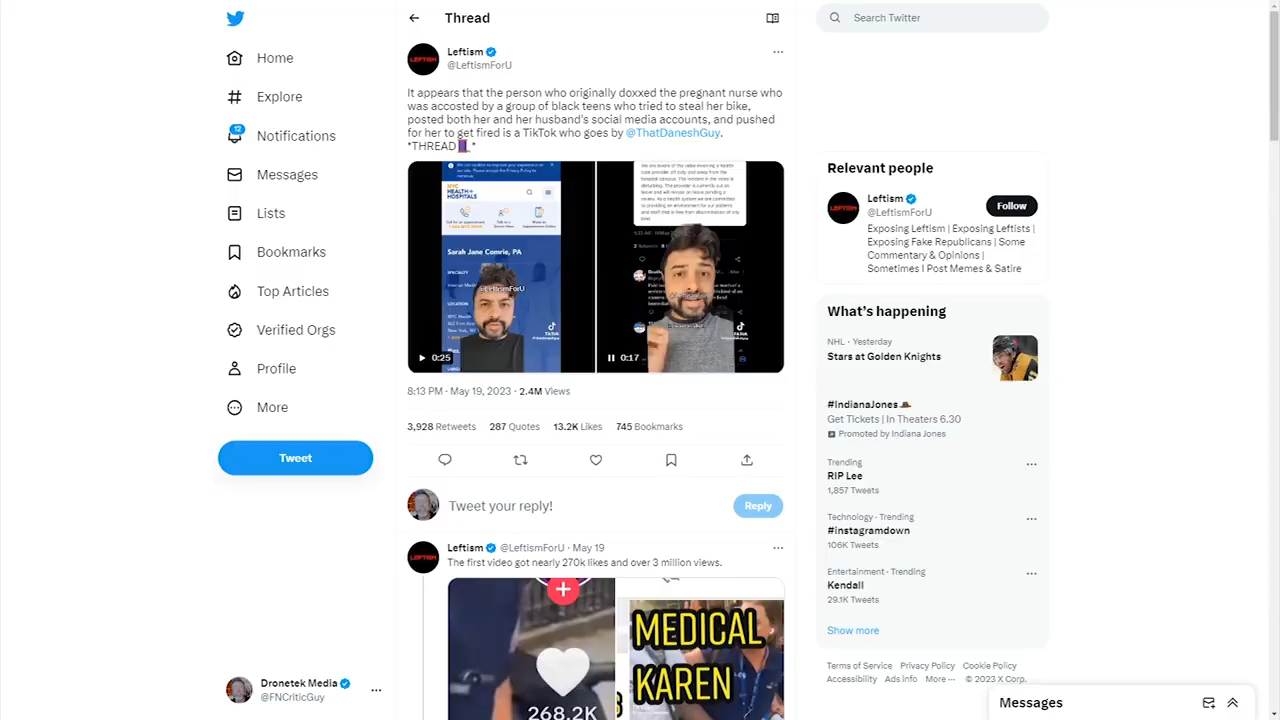 Home
Explore
12
Notifications
Messages
Lists
Bookmarks
Top Articles
Verified Orgs
Profile
More
Tweet
Dronetek Media
@FNCriticGuy
Thread
Leftism
@LeftismForU
It appears that the person who originally doxxed the pregnant nurse who
was accosted by a group of black teens who tried to steal her bike,
posted both her and her husband's social media accounts, and pushed
for her to get fired is a TikTok who goes by @ThatDaneshGuy.
*THREAD🧵*
NYC
HEALTH+
HOSPITALS
Sarah Jane Comrie, PA
SPECIALTY
LOCATION
@LeftismForU
TikTok
0:25
TikTok
0:17
8:13 PM · May 19, 2023 · 2.4M Views
3,928 Retweets 287 Quotes 13.2K Likes 745 Bookmarks
Tweet your reply!
Reply
Leftism @LeftismForU · May 19
The first video got nearly 270k likes and over 3 million views.
268.2K
MEDICAL
KAREN
Search Twitter
Relevant people
Leftism
@LeftismForU
Follow
Exposing Leftism | Exposing Leftists |
Exposing Fake Republicans | Some
Commentary & Opinions |
Sometimes I Post Memes & Satire
What's happening
NHL · Yesterday
Stars at Golden Knights
#IndianaJones
Get Tickets | In Theaters 6.30
Promoted by Indiana Jones
Trending
RIP Lee
1,857 Tweets
Technology · Trending
#instagramdown
106K Tweets
Entertainment · Trending
Kendall
29.1K Tweets
Show more
Terms of Service Privacy Policy Cookie Policy
Accessibility Ads info More ··· © 2023 X Corp.
Messages